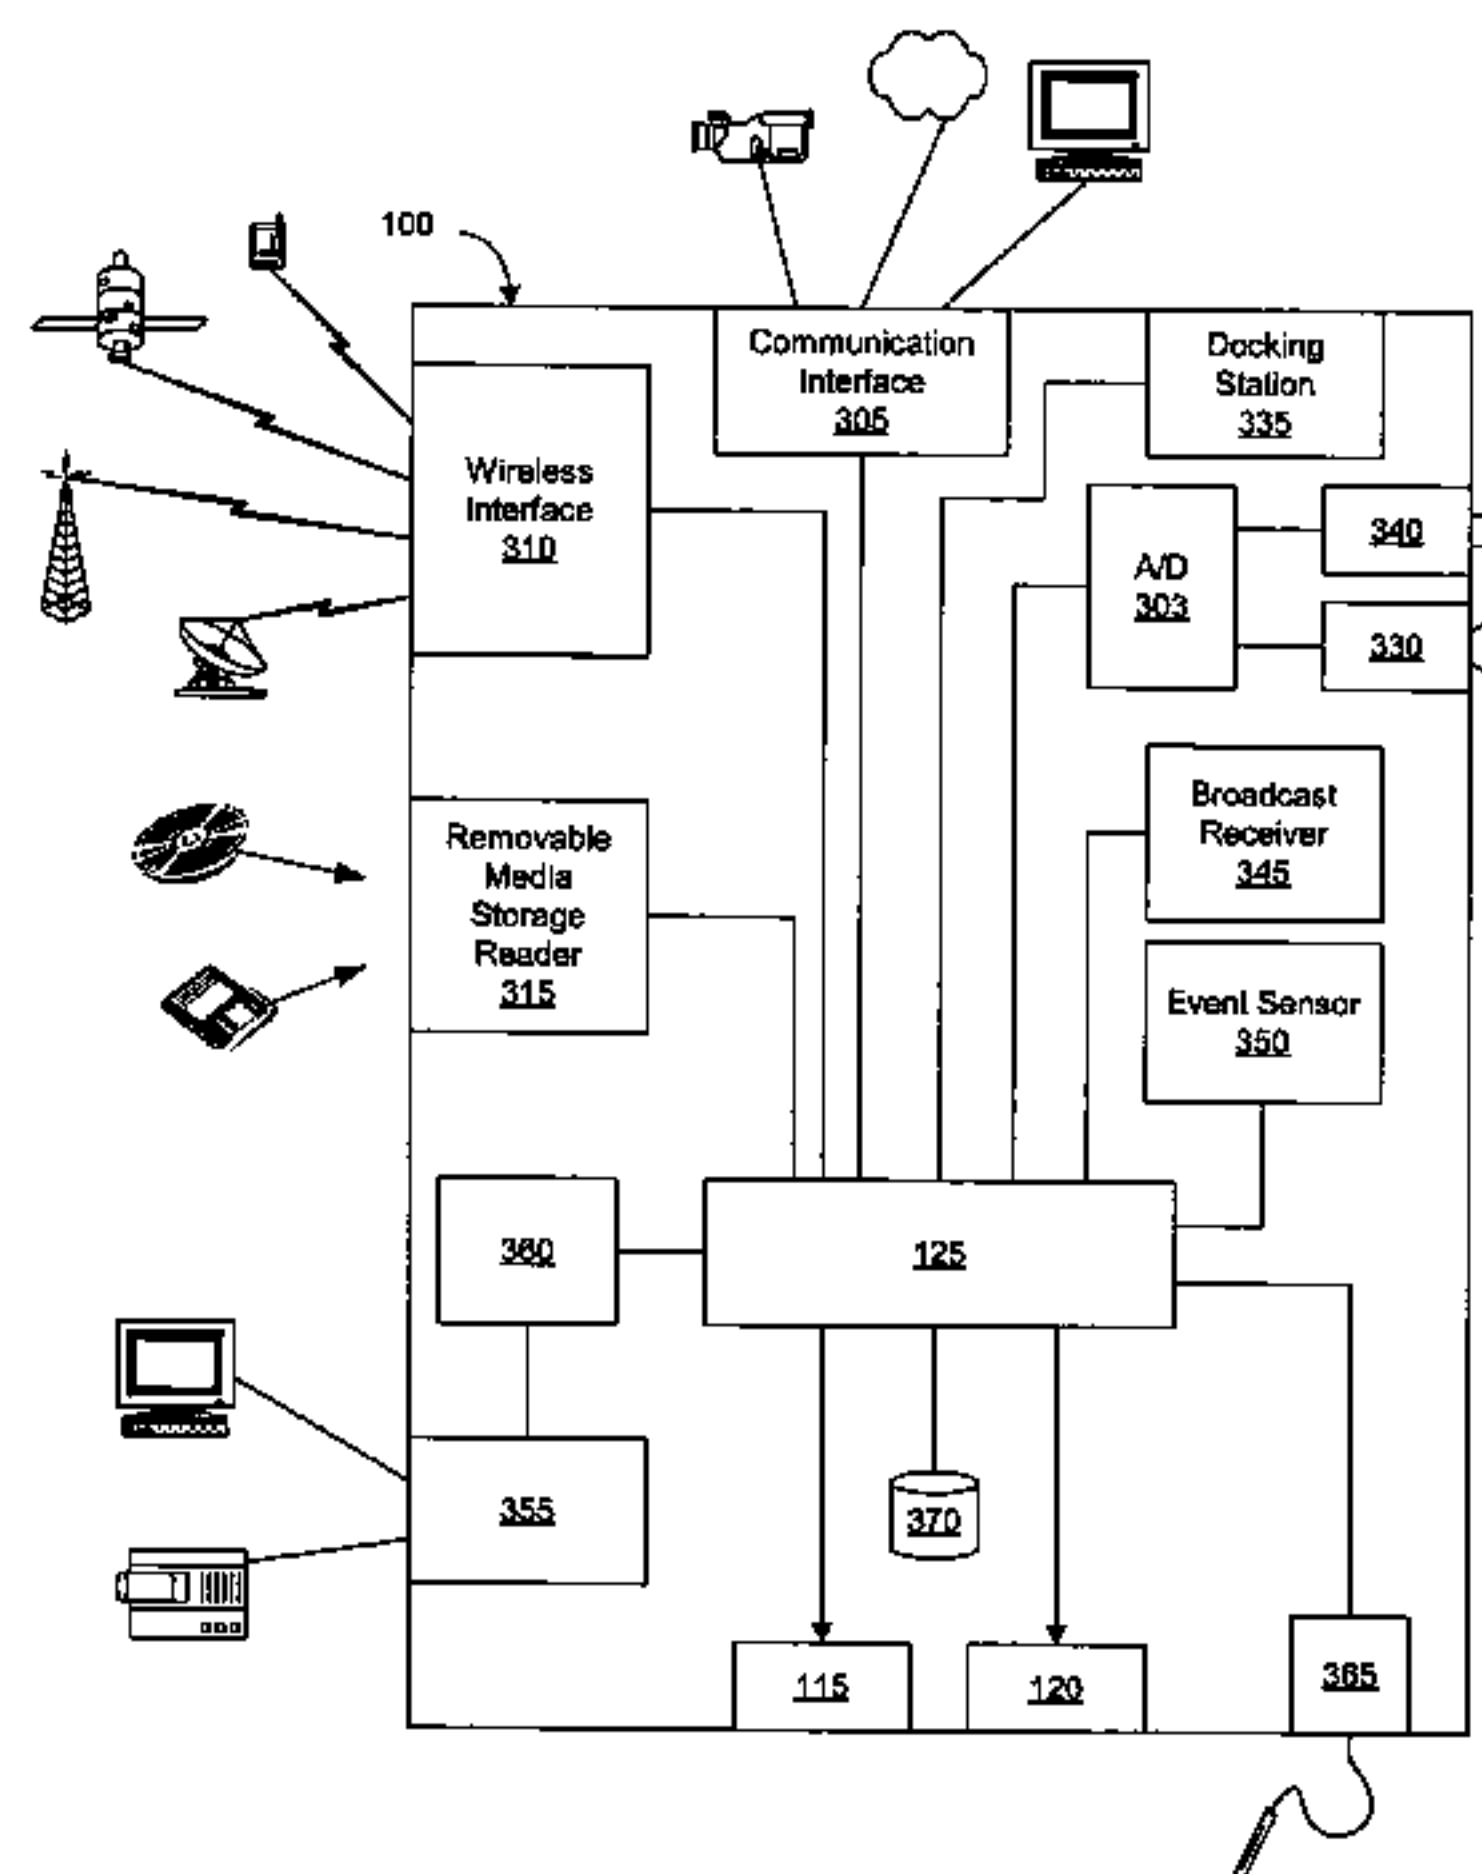 100
Communication
Interface
305
Docking
Station
335
Wireless
Interface
310
A/D
303
340
330
Removable
Media
Storage
Reader
315
Broadcast
Receiver
345
Event Sensor
350
360
125
355
370
115
120
365